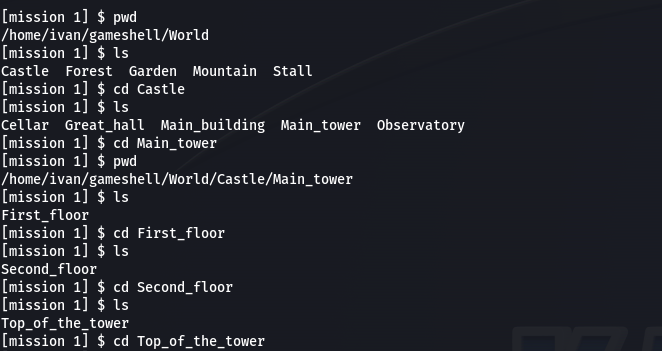 [mission 1] $ pwd
/home/ivan/gameshell/World
[mission 1] $ ls
Castle  Forest  Garden  Mountain  Stall
[mission 1] $ cd Castle
[mission 1] $ ls
Cellar  Great_hall  Main_building  Main_tower  Observatory
[mission 1] $ cd Main_tower
[mission 1] $ pwd
/home/ivan/gameshell/World/Castle/Main_tower
[mission 1] $ ls
First_floor
[mission 1] $ cd First_floor
[mission 1] $ ls
Second_floor
[mission 1] $ cd Second_floor
[mission 1] $ ls
Top_of_the_tower
[mission 1] $ cd Top_of_the_tower